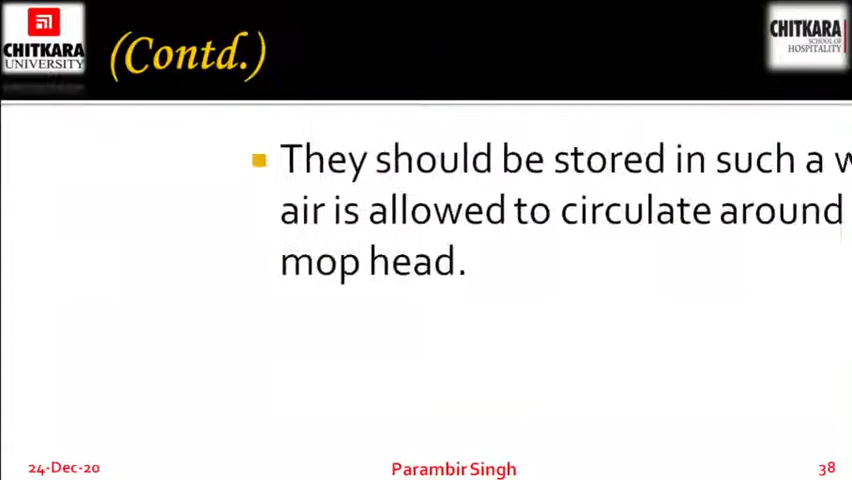 CHITKARA
UNIVERSITY
(Contd.)
CHITKARA
SCHOOL OF
HOSPITALITY
They should be stored in such a
air is allowed to circulate around
mop head.
24-Dec-20
Parambir Singh
38